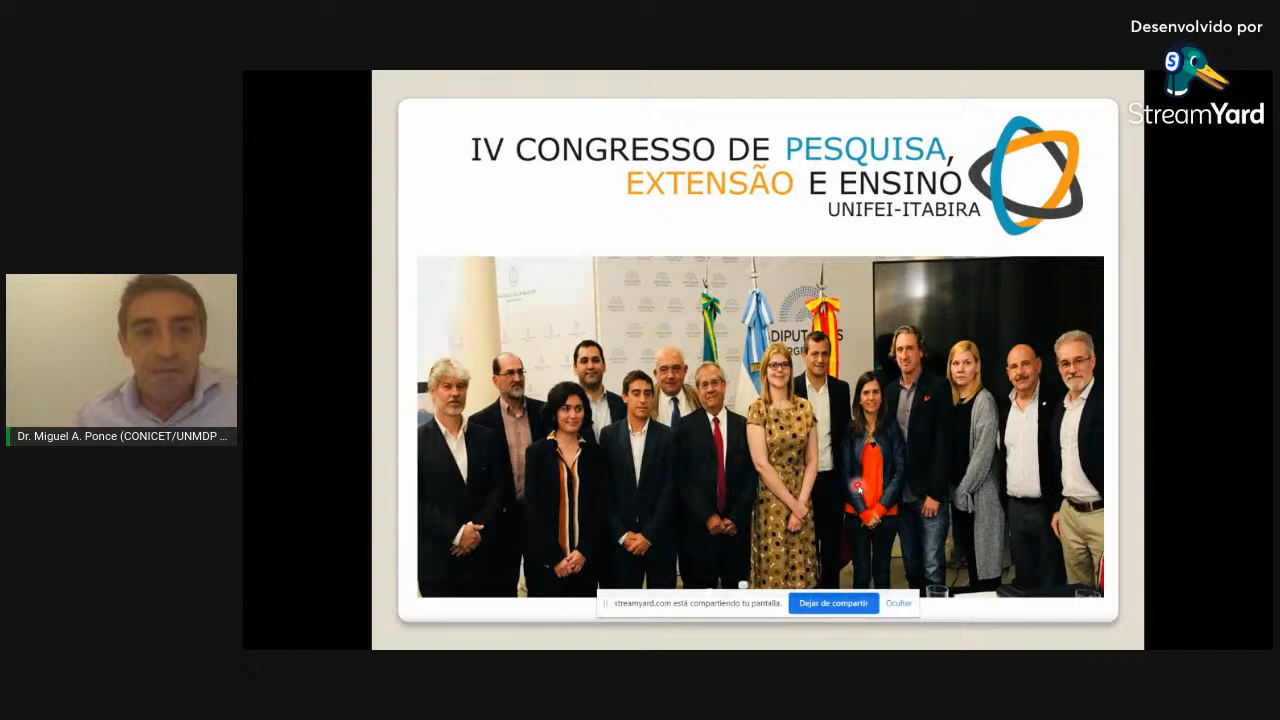 Desenvolvido por
StreamYard
IV CONGRESSO DE PESQUISA,
EXTENSÃO E ENSINO
UNIFEI-ITABIRA
Dr. Miguel A. Ponce (CONICET/UNMDP ...
streamyard.com está compartiendo tu pantalla.
Dejar de compartir
Ocultar